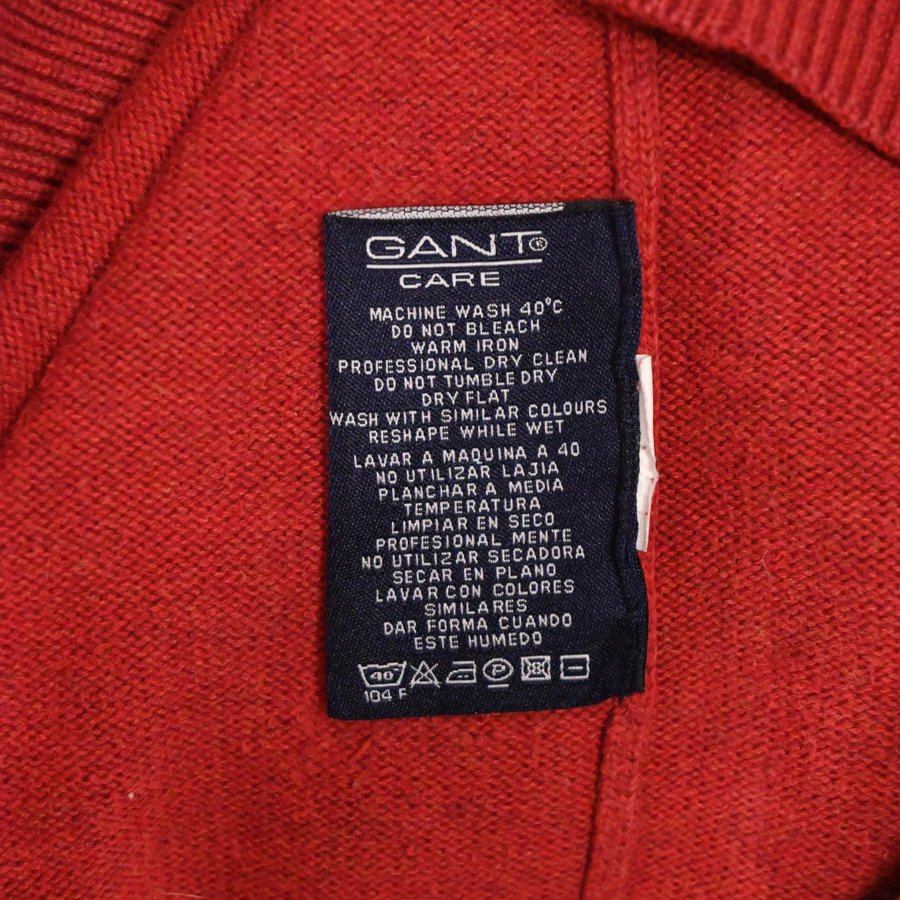 GANT®
CARE
MACHINE WASH 40°C
DO NOT BLEACH
WARM IRON
PROFESSIONAL DRY CLEAN
DO NOT TUMBLE DRY
DRY FLAT
WASH WITH SIMILAR COLOURS
RESHAPE WHILE WET
LAVAR A MAQUINA A 40
NO UTILIZAR LAJIA
PLANCHAR A MEDIA
TEMPERATURA
LIMPIAR EN SECO
PROFESIONAL MENTE
NO UTILIZAR SECADORA
SECAR EN PLANO
LAVAR CON COLORES
SIMILARES
DAR FORMA CUANDO
ESTE HUMEDO
40 P
104 F